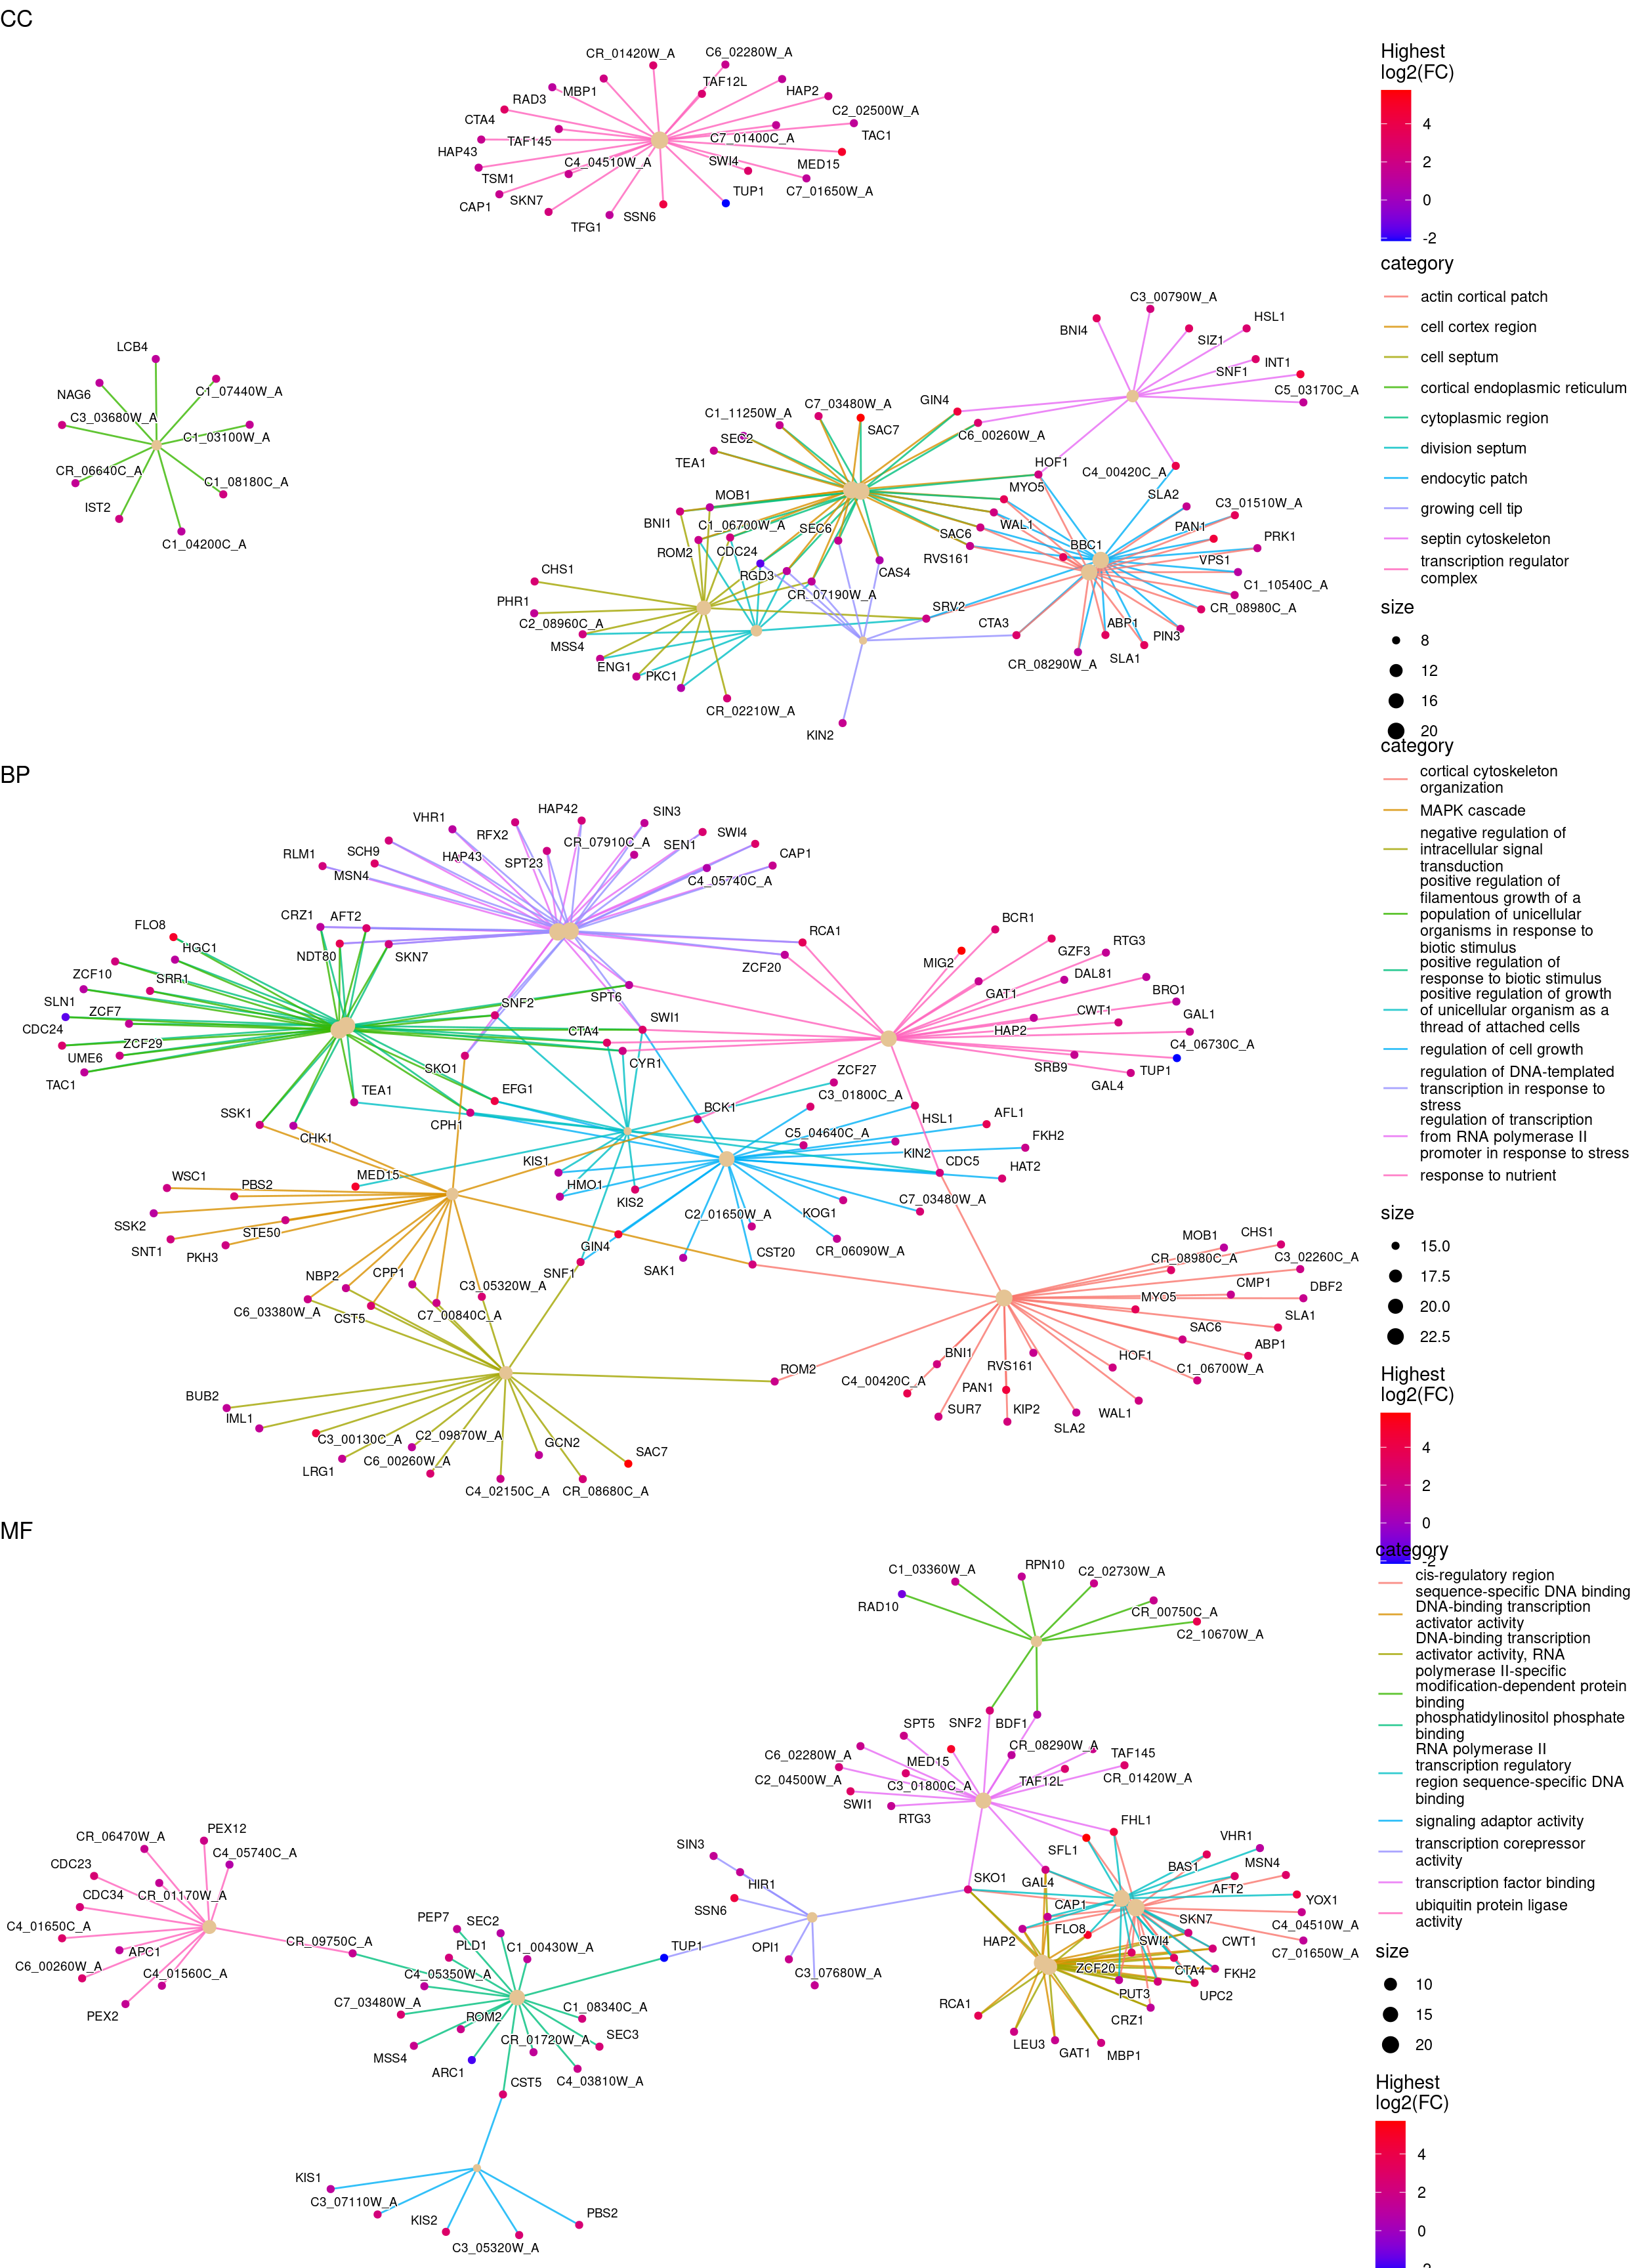 CC
CR_01420W_A
C6_02280W_A
MBP1
TAF12L
HAP2
RAD3
C2_02500W_A
CTA4
TAF145
C7_01400C_A
TAC1
HAP43
C4_04510W_A
SWI4
MED15
TSM1
C7_01650W_A
CAP1
SKN7
TUP1
TFG1
SSN6
LCB4
NAG6
C1_07440W_A
C3_03680W_A
C1_03100W_A
CR_06640C_A
C1_08180C_A
IST2
C1_04200C_A
C3_00790W_A
BNI4
HSL1
SIZ1
INT1
SNF1
C5_03170C_A
GIN4
C7_03480W_A
C1_11250W_A
SAC7
SEC2
C6_00260W_A
TEA1
HOF1
C4_00420C_A
MYO5
SLA2
C3_01510W_A
MOB1
BNI1
C1_06700W_A
SEC6
WAL1
SAC6
PAN1
PRK1
ROM2
CDC24
RVS161
BBC1
VPS1
RGD3
CAS4
C1_10540C_A
CHS1
CR_07190W_A
CR_08980C_A
PHR1
SRV2
C2_08960C_A
CTA3
ABP1
PIN3
MSS4
ENG1
PKC1
CR_08290W_A
SLA1
CR_02210W_A
KIN2
Highest
log2(FC)
4
2
0
-2
category
actin cortical patch
cell cortex region
cell septum
cortical endoplasmic reticulum
cytoplasmic region
division septum
endocytic patch
growing cell tip
septin cytoskeleton
transcription regulator
complex
size
8
12
16
20
BP
VHR1
HAP42
SIN3
RFX2
CR_07910C_A
SWI4
SCH9
HAP43
SPT23
SEN1
CAP1
RLM1
MSN4
C4_05740C_A
FLO8
CRZ1
AFT2
BCR1
HGC1
NDT80
SKN7
RCA1
GZF3
RTG3
ZCF10
SRR1
ZCF20
MIG2
DAL81
SLN1
ZCF7
SNF2
SPT6
GAT1
BRO1
CDC24
CTA4
SWI1
HAP2
CWT1
GAL1
UME6
ZCF29
C4_06730C_A
TAC1
SKO1
CYR1
SRB9
TUP1
GAL4
TEA1
EFG1
ZCF27
C3_01800C_A
SSK1
CHK1
CPH1
BCK1
HSL1
AFL1
C5_04640C_A
FKH2
KIS1
KIN2
CDC5
HAT2
WSC1
PBS2
MED15
HMO1
KIS2
C7_03480W_A
SSK2
STE50
C2_01650W_A
KOG1
SNT1
PKH3
GIN4
CR_06090W_A
SNF1
SAK1
CST20
NBP2
CPP1
C3_05320W_A
C6_03380W_A
CST5
C7_00840C_A
MOB1
CHS1
CR_08980C_A
C3_02260C_A
CMP1
DBF2
MYO5
SLA1
SAC6
ABP1
BNI1
RVS161
HOF1
C1_06700W_A
ROM2
C4_00420C_A
PAN1
SUR7
KIP2
SLA2
WAL1
BUB2
IML1
C3_00130C_A
C2_09870W_A
GCN2
SAC7
LRG1
C6_00260W_A
C4_02150C_A
CR_08680C_A
category
cortical cytoskeleton
organization
MAPK cascade
negative regulation of
intracellular signal
transduction
positive regulation of
filamentous growth of a
population of unicellular
organisms in response to
biotic stimulus
positive regulation of
response to biotic stimulus
positive regulation of growth
of unicellular organism as a
thread of attached cells
regulation of cell growth
regulation of DNA-templated
transcription in response to
stress
regulation of transcription
from RNA polymerase II
promoter in response to stress
response to nutrient
size
15.0
17.5
20.0
22.5
Highest
log2(FC)
4
2
0
-2
MF
C1_03360W_A
RPN10
C2_02730W_A
RAD10
CR_00750C_A
C2_10670W_A
SPT5
SNF2
BDF1
C6_02280W_A
MED15
CR_08290W_A
TAF145
C2_04500W_A
C3_01800C_A
TAF12L
CR_01420W_A
SWI1
RTG3
FHL1
SFL1
VHR1
BAS1
MSN4
SIN3
SKO1
GAL4
AFT2
YOX1
HIR1
CAP1
C4_04510W_A
SSN6
FLO8
SKN7
HAP2
SWI4
CWT1
C7_01650W_A
OPI1
TUP1
ZCF20
CTA4
FKH2
C3_07680W_A
PUT3
UPC2
RCA1
CRZ1
LEU3
GAT1
MBP1
PEX12
CR_06470W_A
C4_05740C_A
CDC23
CR_01170W_A
CDC34
C4_01650C_A
APC1
CR_09750C_A
C6_00260W_A
C4_01560C_A
PEX2
PEP7
SEC2
PLD1
C1_00430W_A
C4_05350W_A
C7_03480W_A
ROM2
C1_08340C_A
CR_01720W_A
SEC3
MSS4
ARC1
C4_03810W_A
CST5
KIS1
C3_07110W_A
KIS2
PBS2
C3_05320W_A
category
cis-regulatory region
sequence-specific DNA binding
DNA-binding transcription
activator activity
DNA-binding transcription
activator activity, RNA
polymerase II-specific
modification-dependent protein
binding
phosphatidylinositol phosphate
binding
RNA polymerase II
transcription regulatory
region sequence-specific DNA
binding
signaling adaptor activity
transcription corepressor
activity
transcription factor binding
ubiquitin protein ligase
activity
size
10
15
20
Highest
log2(FC)
4
2
0